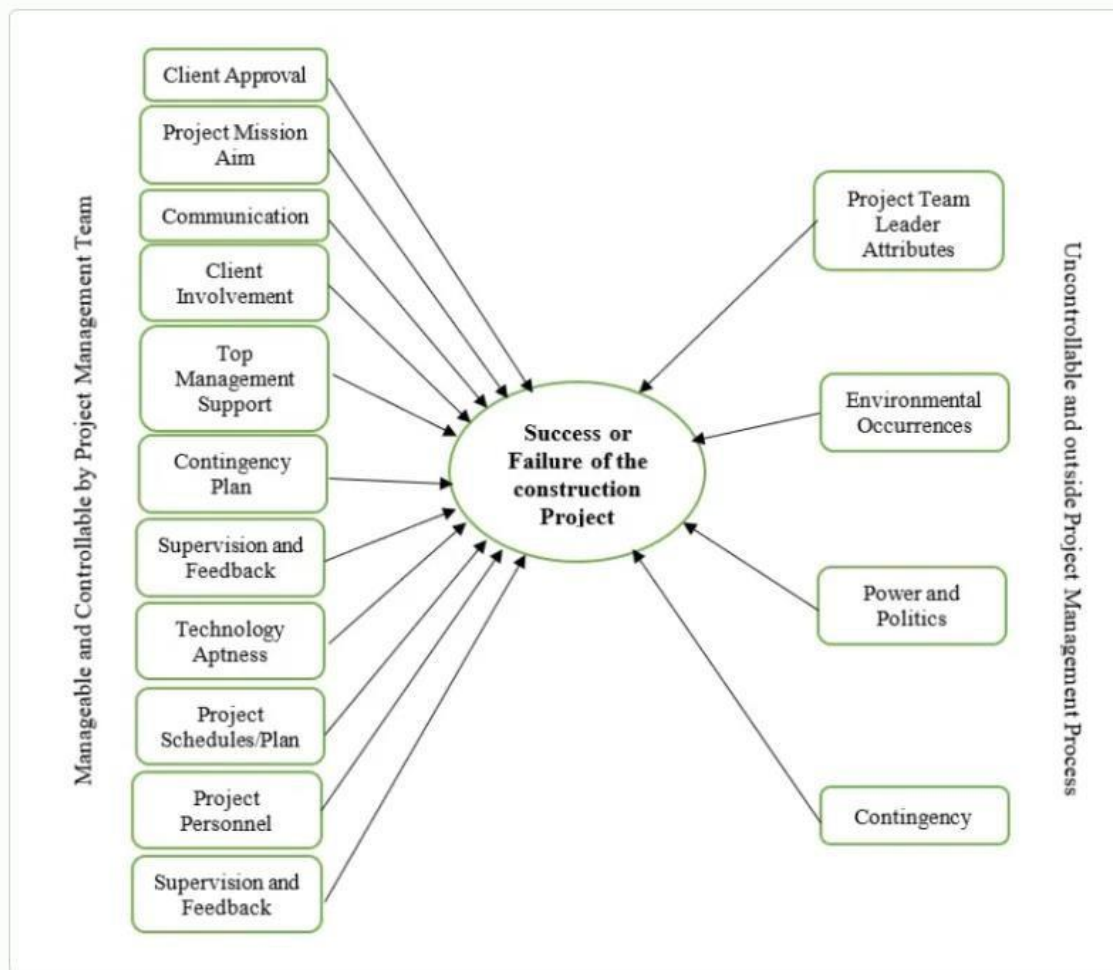 Manageable and Controllable by Project Management Team
Client Approval
Project Mission
Aim
Communication
Client
Involvement
Top
Management
Support
Contingency
Plan
Supervision and
Feedback
Technology
Aptness
Project
Schedules/Plan
Project
Personnel
Supervision and
Feedback
Success or
Failure of the
construction
Project
Project Team
Leader
Attributes
Environmental
Occurrences
Power and
Politics
Contingency
Uncontrollable and outside Project Management Process